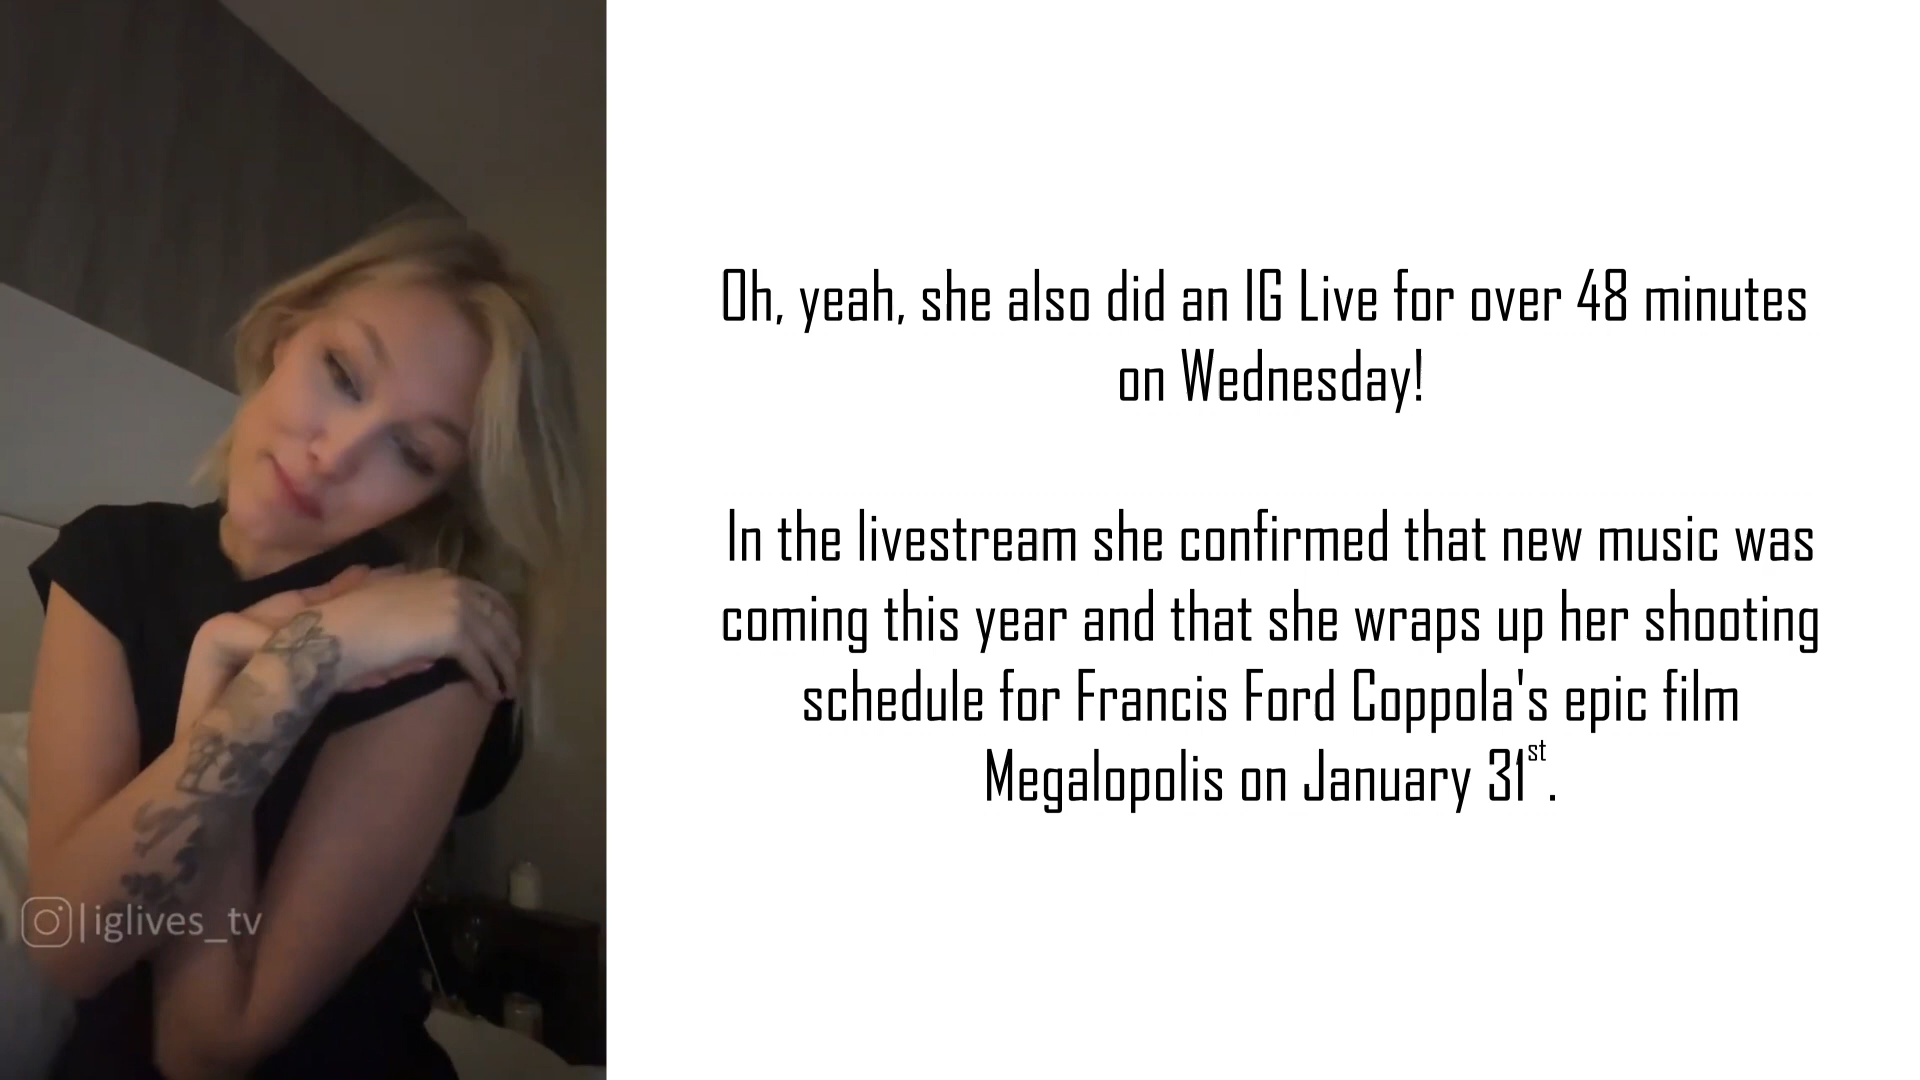 Oh, yeah, she also did an IG Live for over 48 minutes
on Wednesday!
In the livestream she confirmed that new music was
coming this year and that she wraps up her shooting
schedule for Francis Ford Coppola's epic film
Megalopolis on January 31st.
|iglives_tv